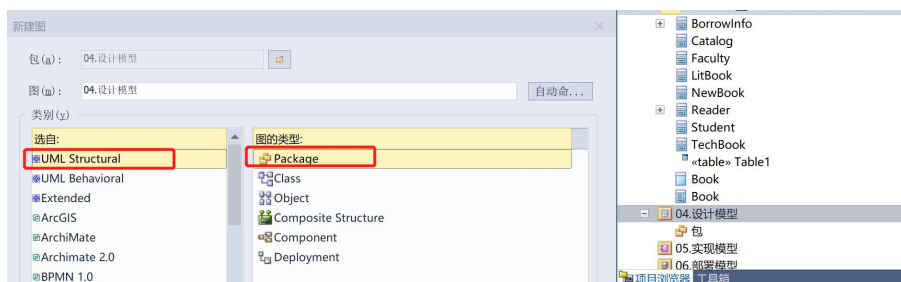 新建图
包(a): 04.设计模型
图(m): 04.设计模型 自动命...
类别(y)
选自: 图的类型:
UML Structural Package
UML Behavioral Class
Extended Object
ArcGIS Composite Structure
ArchiMate Component
Archimate 2.0 Deployment
BPMN 1.0
BorrowInfo
Catalog
Faculty
LitBook
NewBook
Reader
Student
TechBook
«table» Table1
Book
Book
04.设计模型
包
05.实现模型
06.部署模型
项目浏览器 工具箱